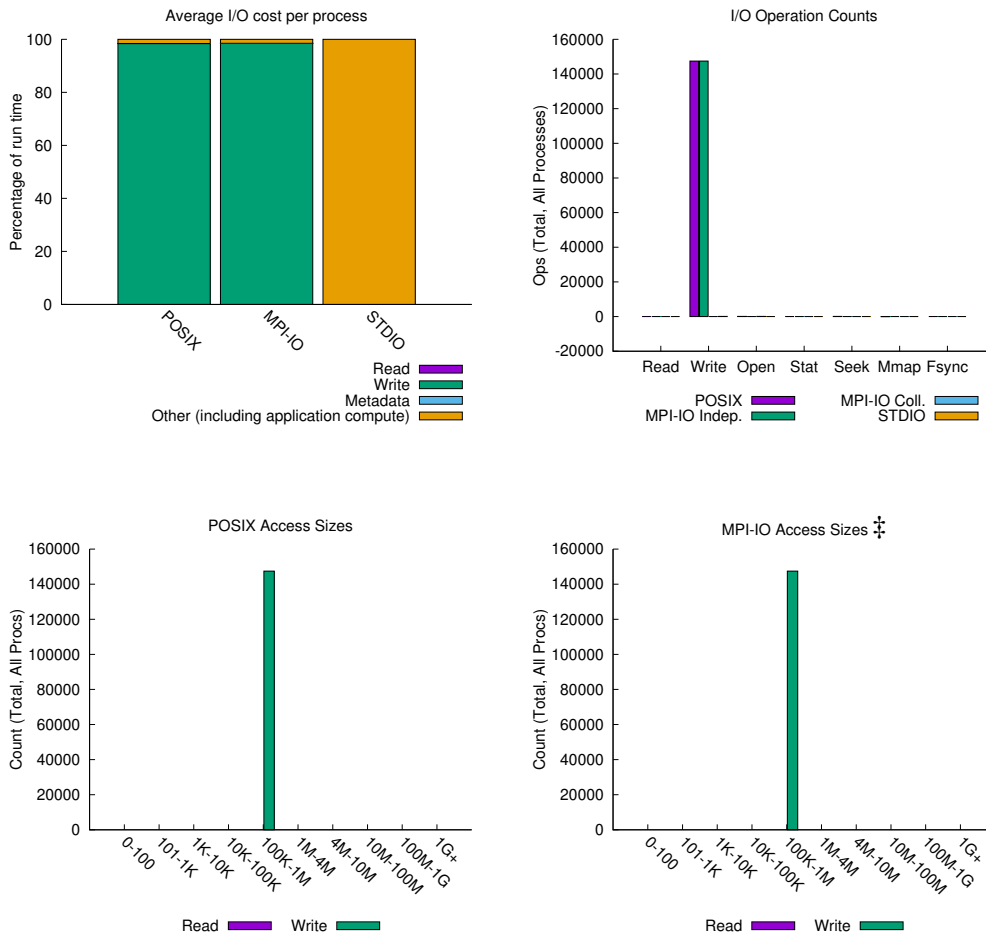 Average I/O cost per process
Percentage of run time
100
80
60
40
20
0
POSIX
MPI-IO
STDIO
Read
Write
Metadata
Other (including application compute)
I/O Operation Counts
Ops (Total, All Processes)
160000
140000
120000
100000
80000
60000
40000
20000
0
-20000
Read Write Open Stat Seek Mmap Fsync
POSIX MPI-IO Coll.
MPI-IO Indep. STDIO
POSIX Access Sizes
Count (Total, All Procs)
160000
140000
120000
100000
80000
60000
40000
20000
0
0-100
101-1K
1K-10K
10K-100K
100K-1M
1M-4M
4M-10M
10M-100M
100M-1G
1G+
Read Write
MPI-IO Access Sizes ‡
Count (Total, All Procs)
160000
140000
120000
100000
80000
60000
40000
20000
0
0-100
101-1K
1K-10K
10K-100K
100K-1M
1M-4M
4M-10M
10M-100M
100M-1G
1G+
Read Write